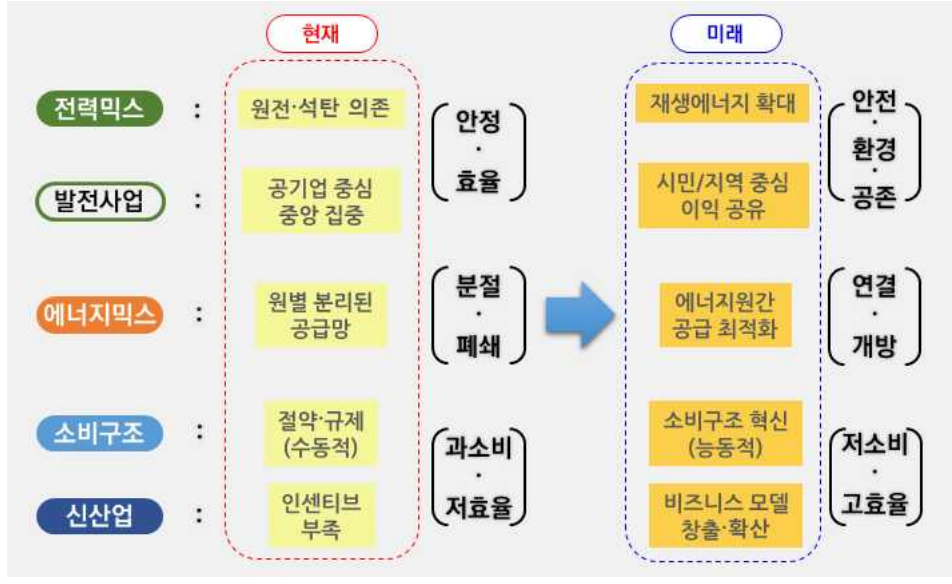 현재
미래
전력믹스 : 원전·석탄 의존
재생에너지 확대
발전사업 : 공기업 중심
중앙 집중
시민/지역 중심
이익 공유
안정
·
효율
안전
·
환경
·
공존
에너지믹스 : 원별 분리된
공급망
분절
·
폐쇄
에너지원간
공급 최적화
연결
·
개방
소비구조 : 절약·규제
(수동적)
소비구조 혁신
(능동적)
신산업 : 인센티브
부족
비즈니스 모델
창출·확산
과소비
·
저효율
저소비
·
고효율